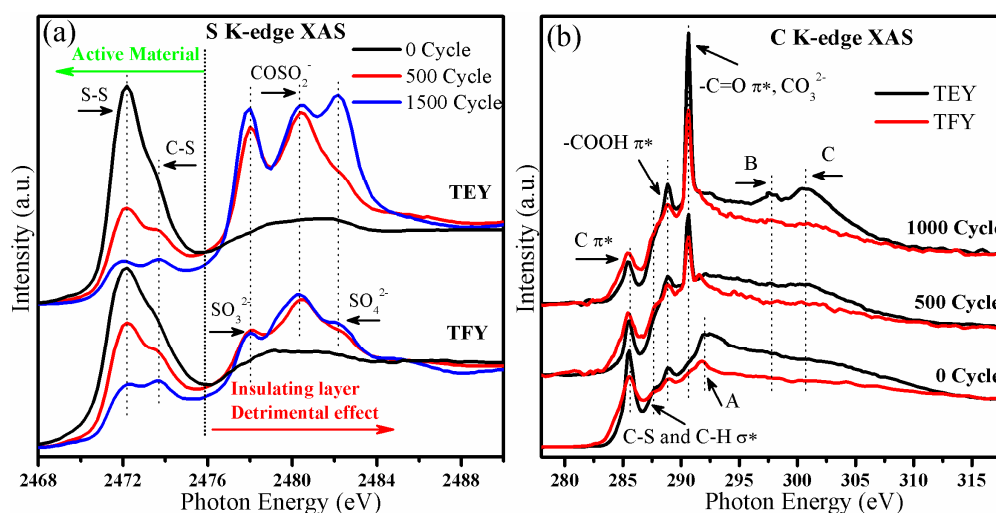 (a)
S K-edge XAS
Active Material
S-S
C-S
COSO₂⁻
0 Cycle
500 Cycle
1500 Cycle
TEY
SO₃²⁻
SO₄²⁻
TFY
Insulating layer
Detrimental effect
Intensity (a.u.)
2468 2472 2476 2480 2484 2488
Photon Energy (eV)
(b)
C K-edge XAS
-C=O π*, CO₃²⁻
TEY
TFY
-COOH π*
B
C
C π*
1000 Cycle
500 Cycle
0 Cycle
A
C-S and C-H σ*
Intensity (a.u.)
280 285 290 295 300 305 310 315
Photon Energy (eV)